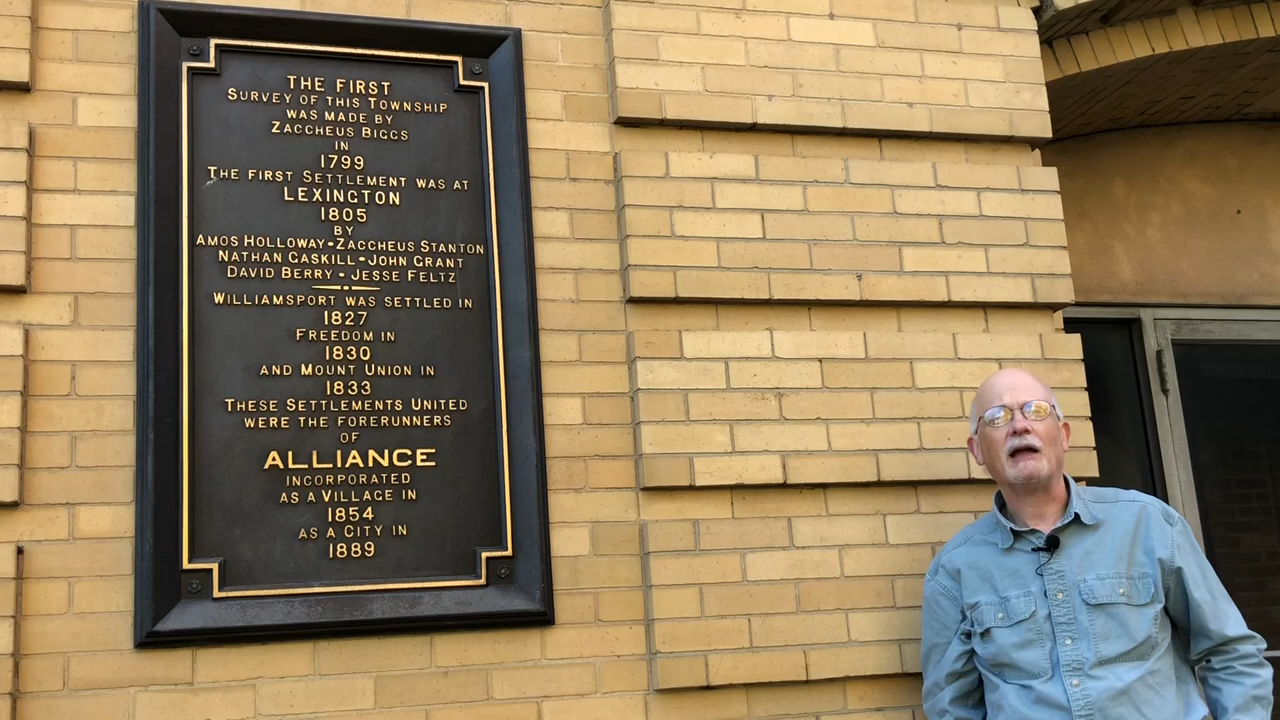 THE FIRST
SURVEY OF THIS TOWNSHIP
WAS MADE BY
ZACCHEUS BIGGS
IN
1799
THE FIRST SETTLEMENT WAS AT
LEXINGTON
1805
BY
AMOS HOLLOWAY • ZACCHEUS STANTON
NATHAN GASKILL • JOHN GRANT
DAVID BERRY • JESSE FELTZ
WILLIAMSPORT WAS SETTLED IN
1827
FREEDOM IN
1830
AND MOUNT UNION IN
1833
THESE SETTLEMENTS UNITED
WERE THE FORERUNNERS
OF
ALLIANCE
INCORPORATED
AS A VILLAGE IN
1854
AS A CITY IN
1889